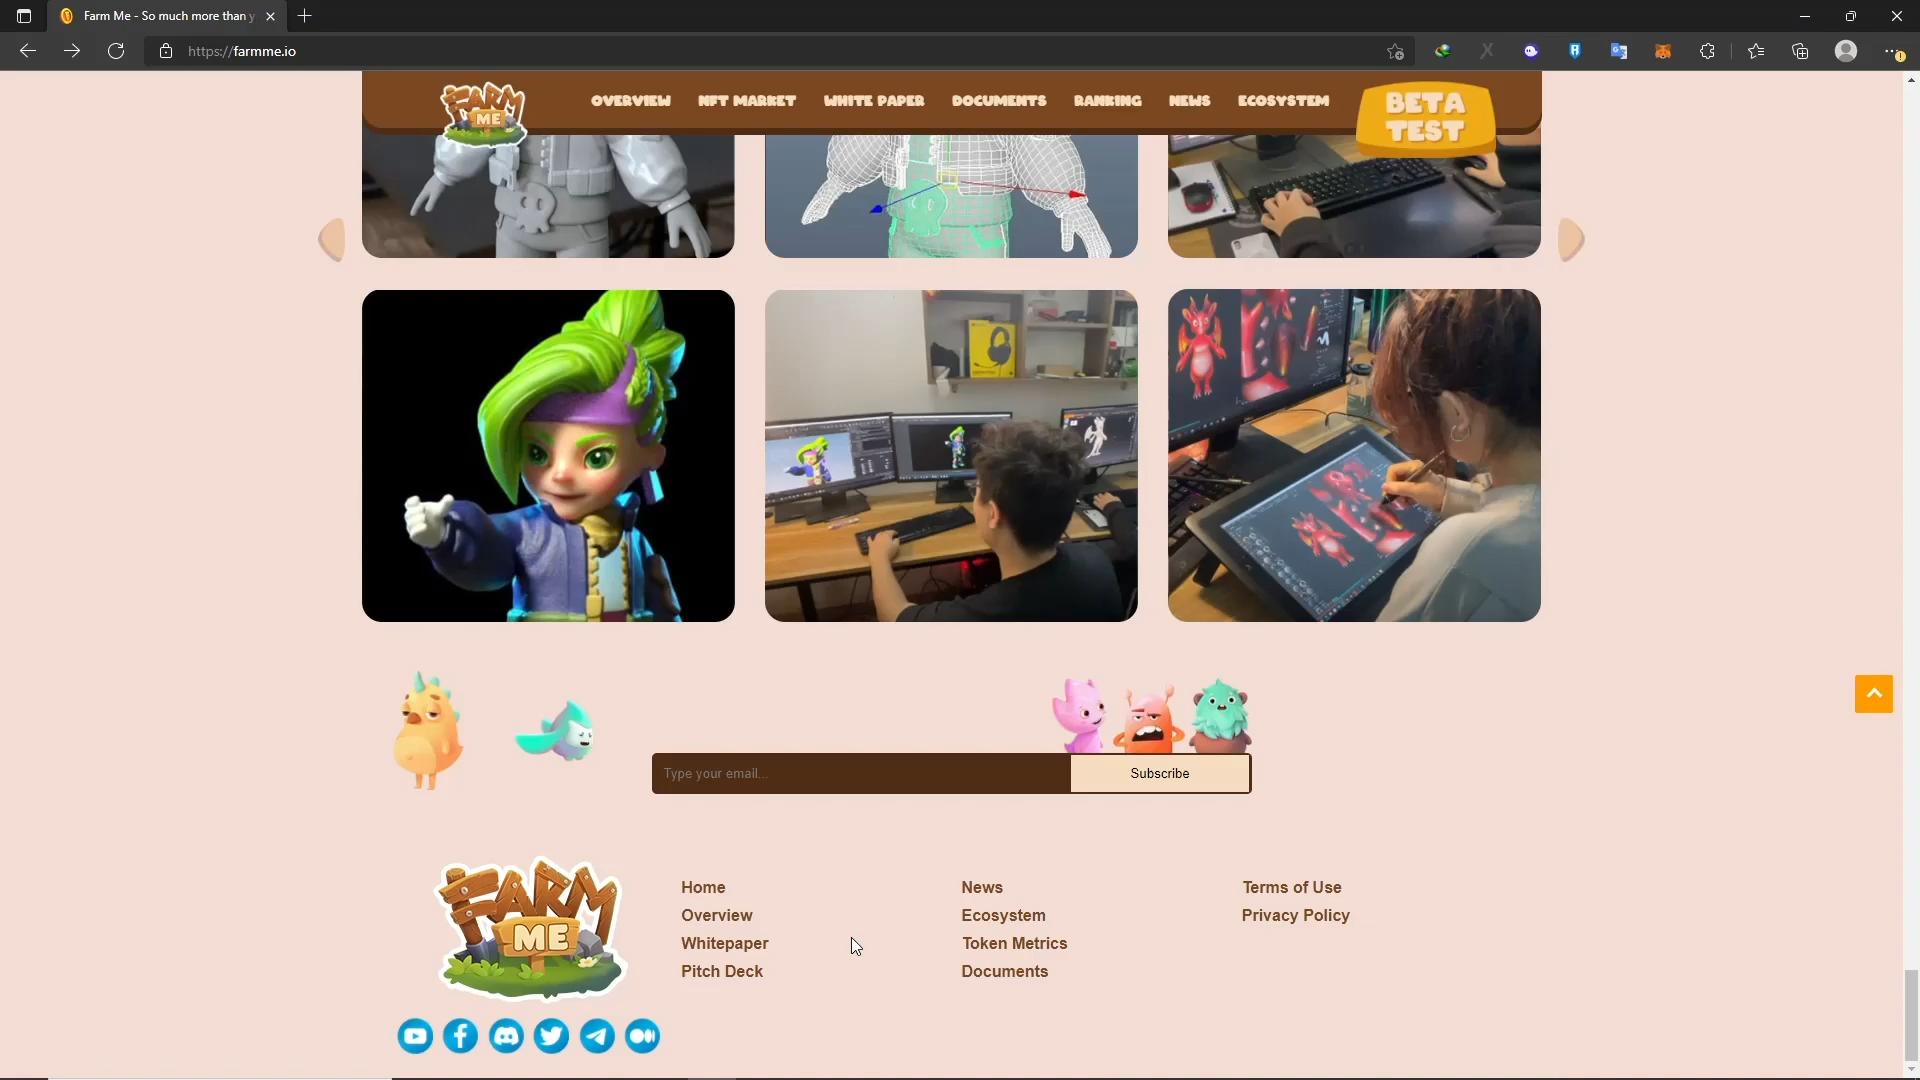 Farm Me - So much more than y
https://farmme.io
FARM
ME
OVERVIEW
NFT MARKET
WHITE PAPER
DOCUMENTS
RANKING
NEWS
ECOSYSTEM
BETA
TEST
Type your email...
Subscribe
FARM
ME
Home
Overview
Whitepaper
Pitch Deck
News
Ecosystem
Token Metrics
Documents
Terms of Use
Privacy Policy